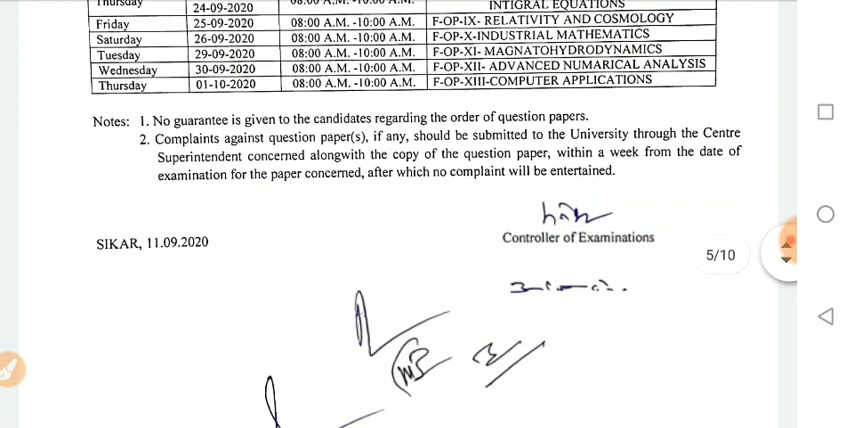 Thursday 24-09-2020 08:00 A.M. -10:00 A.M. INTIGRAL EQUATIONS
Friday 25-09-2020 08:00 A.M. -10:00 A.M. F-OP-IX- RELATIVITY AND COSMOLOGY
Saturday 26-09-2020 08:00 A.M. -10:00 A.M. F-OP-X-INDUSTRIAL MATHEMATICS
Tuesday 29-09-2020 08:00 A.M. -10:00 A.M. F-OP-XI- MAGNATOHYDRODYNAMICS
Wednesday 30-09-2020 08:00 A.M. -10:00 A.M. F-OP-XII- ADVANCED NUMARICAL ANALYSIS
Thursday 01-10-2020 08:00 A.M. -10:00 A.M. F-OP-XIII-COMPUTER APPLICATIONS
Notes: 1. No guarantee is given to the candidates regarding the order of question papers.
2. Complaints against question paper(s), if any, should be submitted to the University through the Centre
Superintendent concerned alongwith the copy of the question paper, within a week from the date of
examination for the paper concerned, after which no complaint will be entertained.
SIKAR, 11.09.2020
Controller of Examinations
5/10